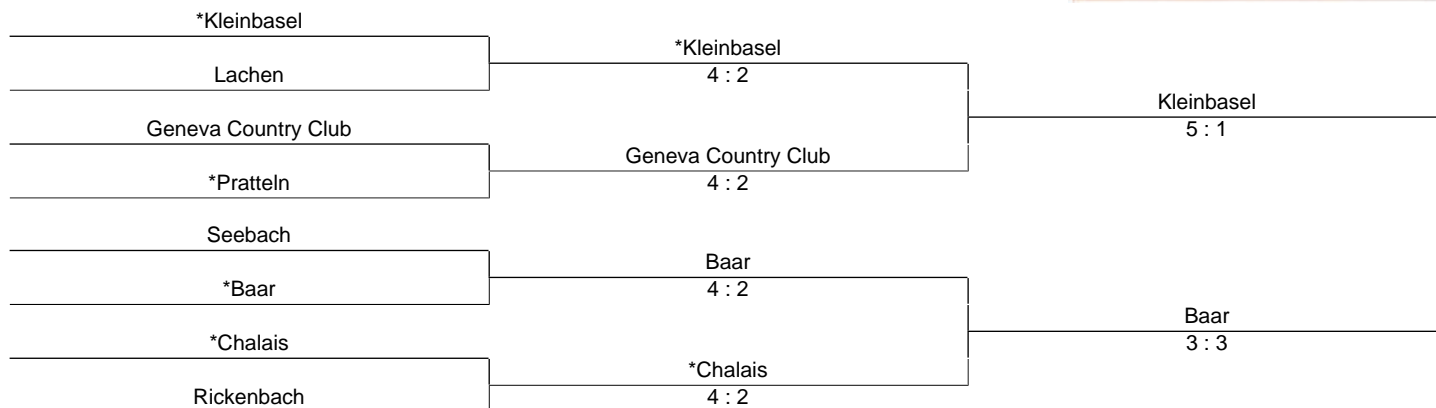 *Kleinbasel
Lachen
Geneva Country Club
*Pratteln
Seebach
*Baar
*Chalais
Rickenbach
*Kleinbasel
4 : 2
Geneva Country Club
4 : 2
Baar
4 : 2
*Chalais
4 : 2
Kleinbasel
5 : 1
Baar
3 : 3